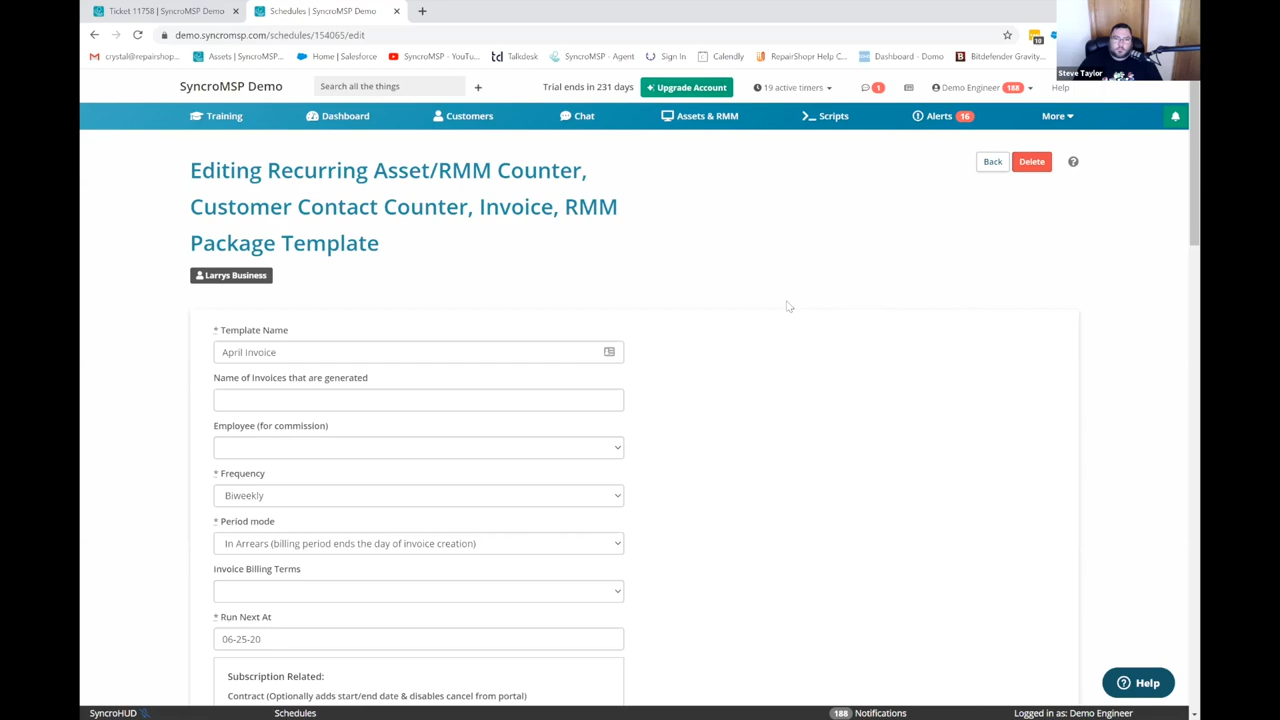 Ticket 11758 | SyncroMSP Demo
Schedules | SyncroMSP Demo
demo.syncromsp.com/schedules/154065/edit
10
crystal@repairshop...
Assets | SyncroMSP...
Home | Salesforce
SyncroMSP - YouTu...
Talkdesk
SyncroMSP - Agent
Sign In
Calendly
RepairShopr Help C...
Dashboard - Domo
Bitdefender Gravity...
Steve Taylor
SyncroMSP Demo
Search all the things
Trial ends in 231 days
Upgrade Account
19 active timers
1
Demo Engineer 188
Help
Training
Dashboard
Customers
Chat
Assets & RMM
Scripts
Alerts 16
More
Editing Recurring Asset/RMM Counter,
Customer Contact Counter, Invoice, RMM
Package Template
Back
Delete
Larrys Business
* Template Name
April Invoice
Name of Invoices that are generated
Employee (for commission)
* Frequency
Biweekly
* Period mode
In Arrears (billing period ends the day of invoice creation)
Invoice Billing Terms
* Run Next At
06-25-20
Subscription Related:
Contract (Optionally adds start/end date & disables cancel from portal)
Help
SyncroHUD
Schedules
188 Notifications
Logged in as: Demo Engineer